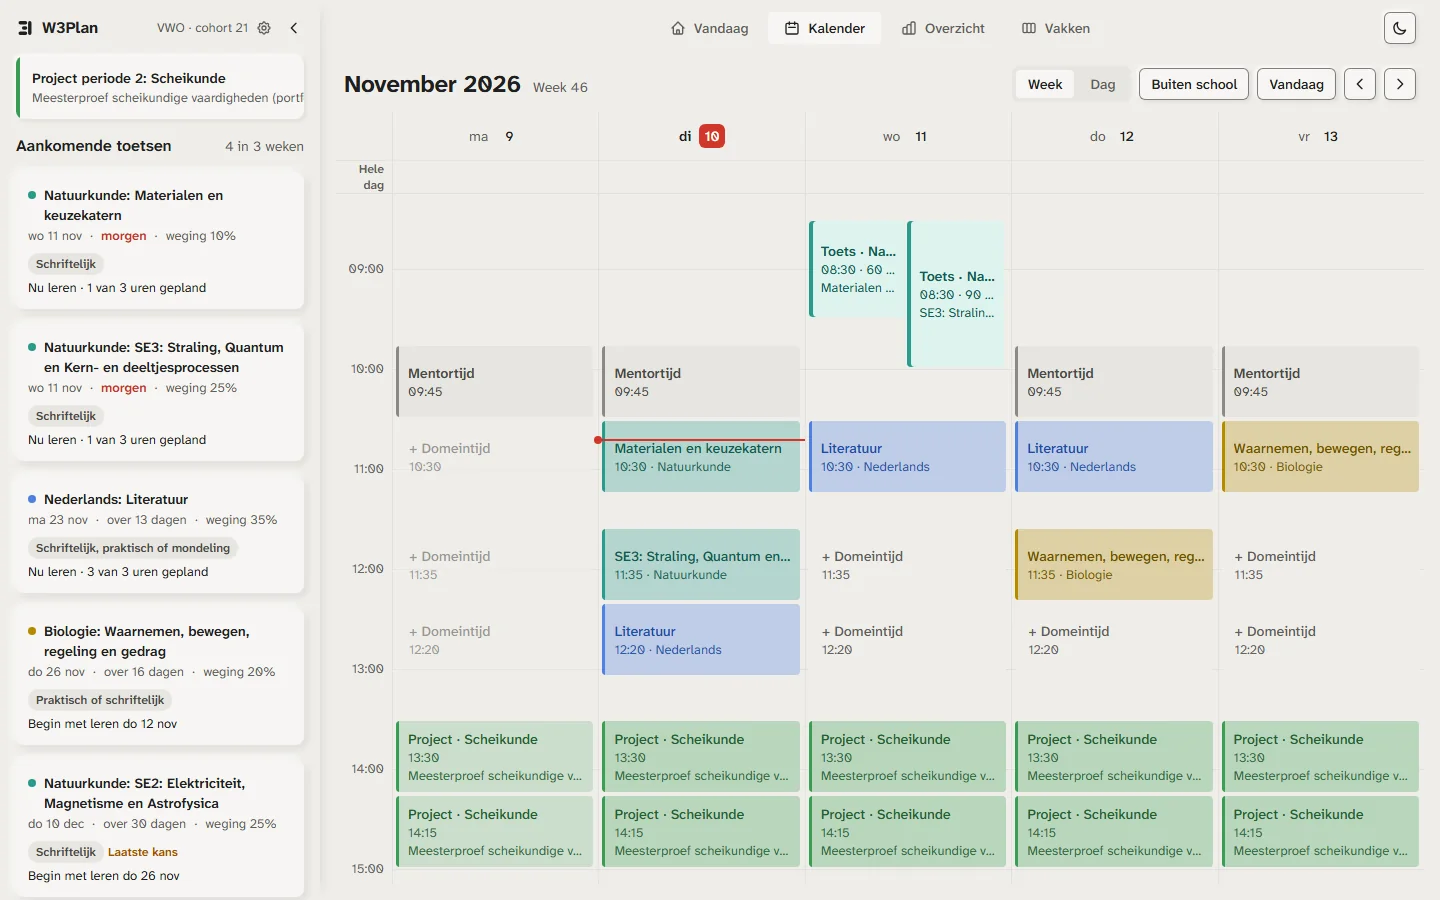 W3Plan
VWO · cohort 21
Project periode 2: Scheikunde
Meesterproef scheikundige vaardigheden (portf
Aankomende toetsen
4 in 3 weken
Natuurkunde: Materialen en
keuzekatern
wo 11 nov · morgen · weging 10%
Schriftelijk
Nu leren · 1 van 3 uren gepland
Natuurkunde: SE3: Straling, Quantum
en Kern- en deeltjesprocessen
wo 11 nov · morgen · weging 25%
Schriftelijk
Nu leren · 1 van 3 uren gepland
Nederlands: Literatuur
ma 23 nov · over 13 dagen · weging 35%
Schriftelijk, praktisch of mondeling
Nu leren · 3 van 3 uren gepland
Biologie: Waarnemen, bewegen,
regeling en gedrag
do 26 nov · over 16 dagen · weging 20%
Praktisch of schriftelijk
Begin met leren do 12 nov
Natuurkunde: SE2: Elektriciteit,
Magnetisme en Astrofysica
do 10 dec · over 30 dagen · weging 25%
Schriftelijk Laatste kans
Begin met leren do 26 nov
Vandaag
Kalender
Overzicht
Vakken
November 2026 Week 46
Week
Dag
Buiten school
Vandaag
ma 9
di 10
wo 11
do 12
vr 13
Hele
dag
09:00
10:00
11:00
12:00
13:00
14:00
15:00
Mentortijd
09:45
+ Domeintijd
10:30
+ Domeintijd
11:35
+ Domeintijd
12:20
Project · Scheikunde
13:30
Meesterproef scheikundige v...
Project · Scheikunde
14:15
Meesterproef scheikundige v...
Mentortijd
09:45
Materialen en keuzekatern
10:30 · Natuurkunde
SE3: Straling, Quantum en...
11:35 · Natuurkunde
Literatuur
12:20 · Nederlands
Project · Scheikunde
13:30
Meesterproef scheikundige v...
Project · Scheikunde
14:15
Meesterproef scheikundige v...
Toets · Na...
08:30 · 60 ...
Materialen ...
Toets · Na...
08:30 · 90 ...
SE3: Stralin...
Literatuur
10:30 · Nederlands
+ Domeintijd
11:35
+ Domeintijd
12:20
Project · Scheikunde
13:30
Meesterproef scheikundige v...
Project · Scheikunde
14:15
Meesterproef scheikundige v...
Mentortijd
09:45
Literatuur
10:30 · Nederlands
Waarnemen, bewegen, reg...
11:35 · Biologie
+ Domeintijd
12:20
Project · Scheikunde
13:30
Meesterproef scheikundige v...
Project · Scheikunde
14:15
Meesterproef scheikundige v...
Mentortijd
09:45
Waarnemen, bewegen, reg...
10:30 · Biologie
+ Domeintijd
11:35
+ Domeintijd
12:20
Project · Scheikunde
13:30
Meesterproef scheikundige v...
Project · Scheikunde
14:15
Meesterproef scheikundige v...